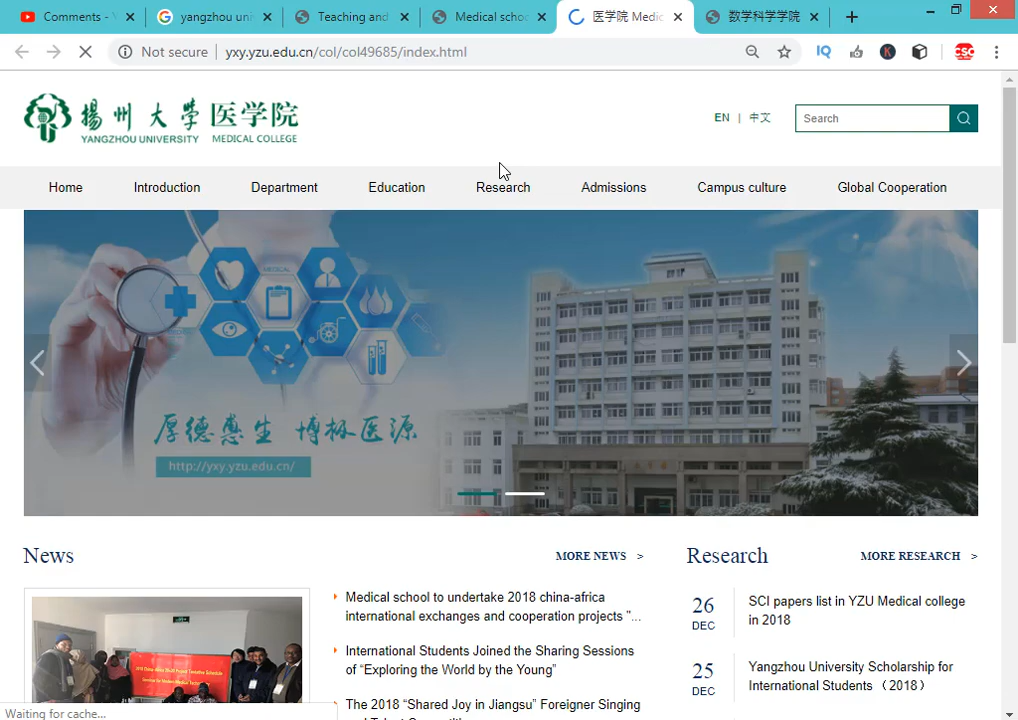 Comments -
yangzhou uni
Teaching and
Medical scho
医学院 Medic
数学科学学院
Not secure | yxy.yzu.edu.cn/col/col49685/index.html
IQ K CSC
揚州大學 医学院
YANGZHOU UNIVERSITY MEDICAL COLLEGE
EN | 中文
Search
Home Introduction Department Education Research Admissions Campus culture Global Cooperation
MEDICAL
厚德惠生 博极医源
http://yxy.yzu.edu.cn/
News
MORE NEWS >
Research
MORE RESEARCH >
Medical school to undertake 2018 china-africa
international exchanges and cooperation projects "...
International Students Joined the Sharing Sessions
of “Exploring the World by the Young”
The 2018 “Shared Joy in Jiangsu” Foreigner Singing
and Talent Competition
26
DEC
SCI papers list in YZU Medical college
in 2018
25
DEC
Yangzhou University Scholarship for
International Students（2018）
Waiting for cache...